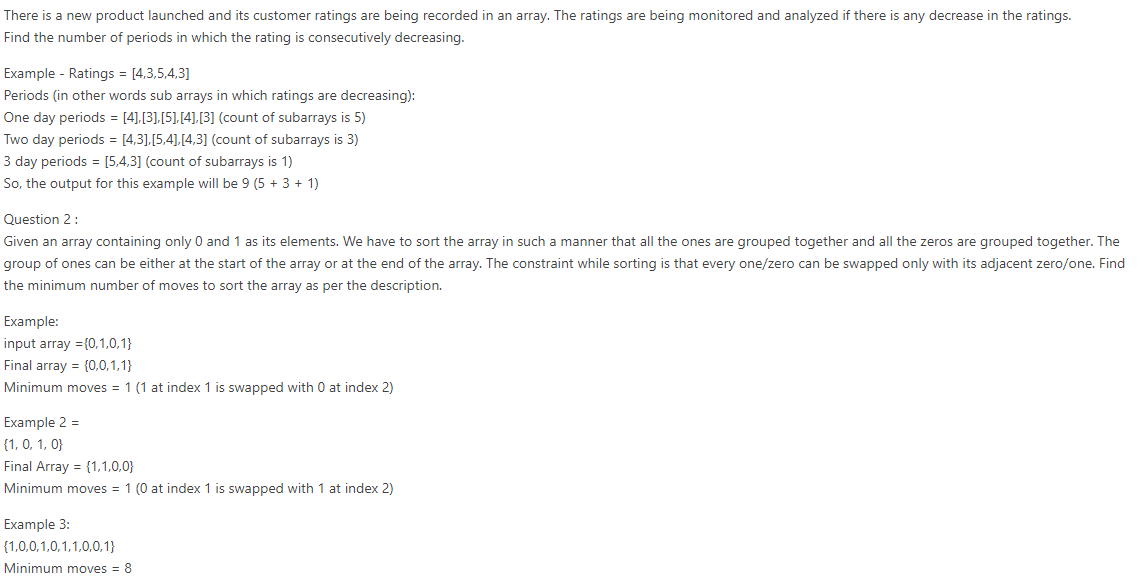 There is a new product launched and its customer ratings are being recorded in an array. The ratings are being monitored and analyzed if there is any decrease in the ratings.
Find the number of periods in which the rating is consecutively decreasing.
Example - Ratings = [4,3,5,4,3]
Periods (in other words sub arrays in which ratings are decreasing):
One day periods = [4],[3],[5],[4],[3] (count of subarrays is 5)
Two day periods = [4,3],[5,4],[4,3] (count of subarrays is 3)
3 day periods = [5,4,3] (count of subarrays is 1)
So, the output for this example will be 9 (5 + 3 + 1)
Question 2 :
Given an array containing only 0 and 1 as its elements. We have to sort the array in such a manner that all the ones are grouped together and all the zeros are grouped together. The
group of ones can be either at the start of the array or at the end of the array. The constraint while sorting is that every one/zero can be swapped only with its adjacent zero/one. Find
the minimum number of moves to sort the array as per the description.
Example:
input array ={0,1,0,1}
Final array = {0,0,1,1}
Minimum moves = 1 (1 at index 1 is swapped with 0 at index 2)
Example 2 =
{1, 0, 1, 0}
Final Array = {1,1,0,0}
Minimum moves = 1 (0 at index 1 is swapped with 1 at index 2)
Example 3:
{1,0,0,1,0,1,1,0,0,1}
Minimum moves = 8